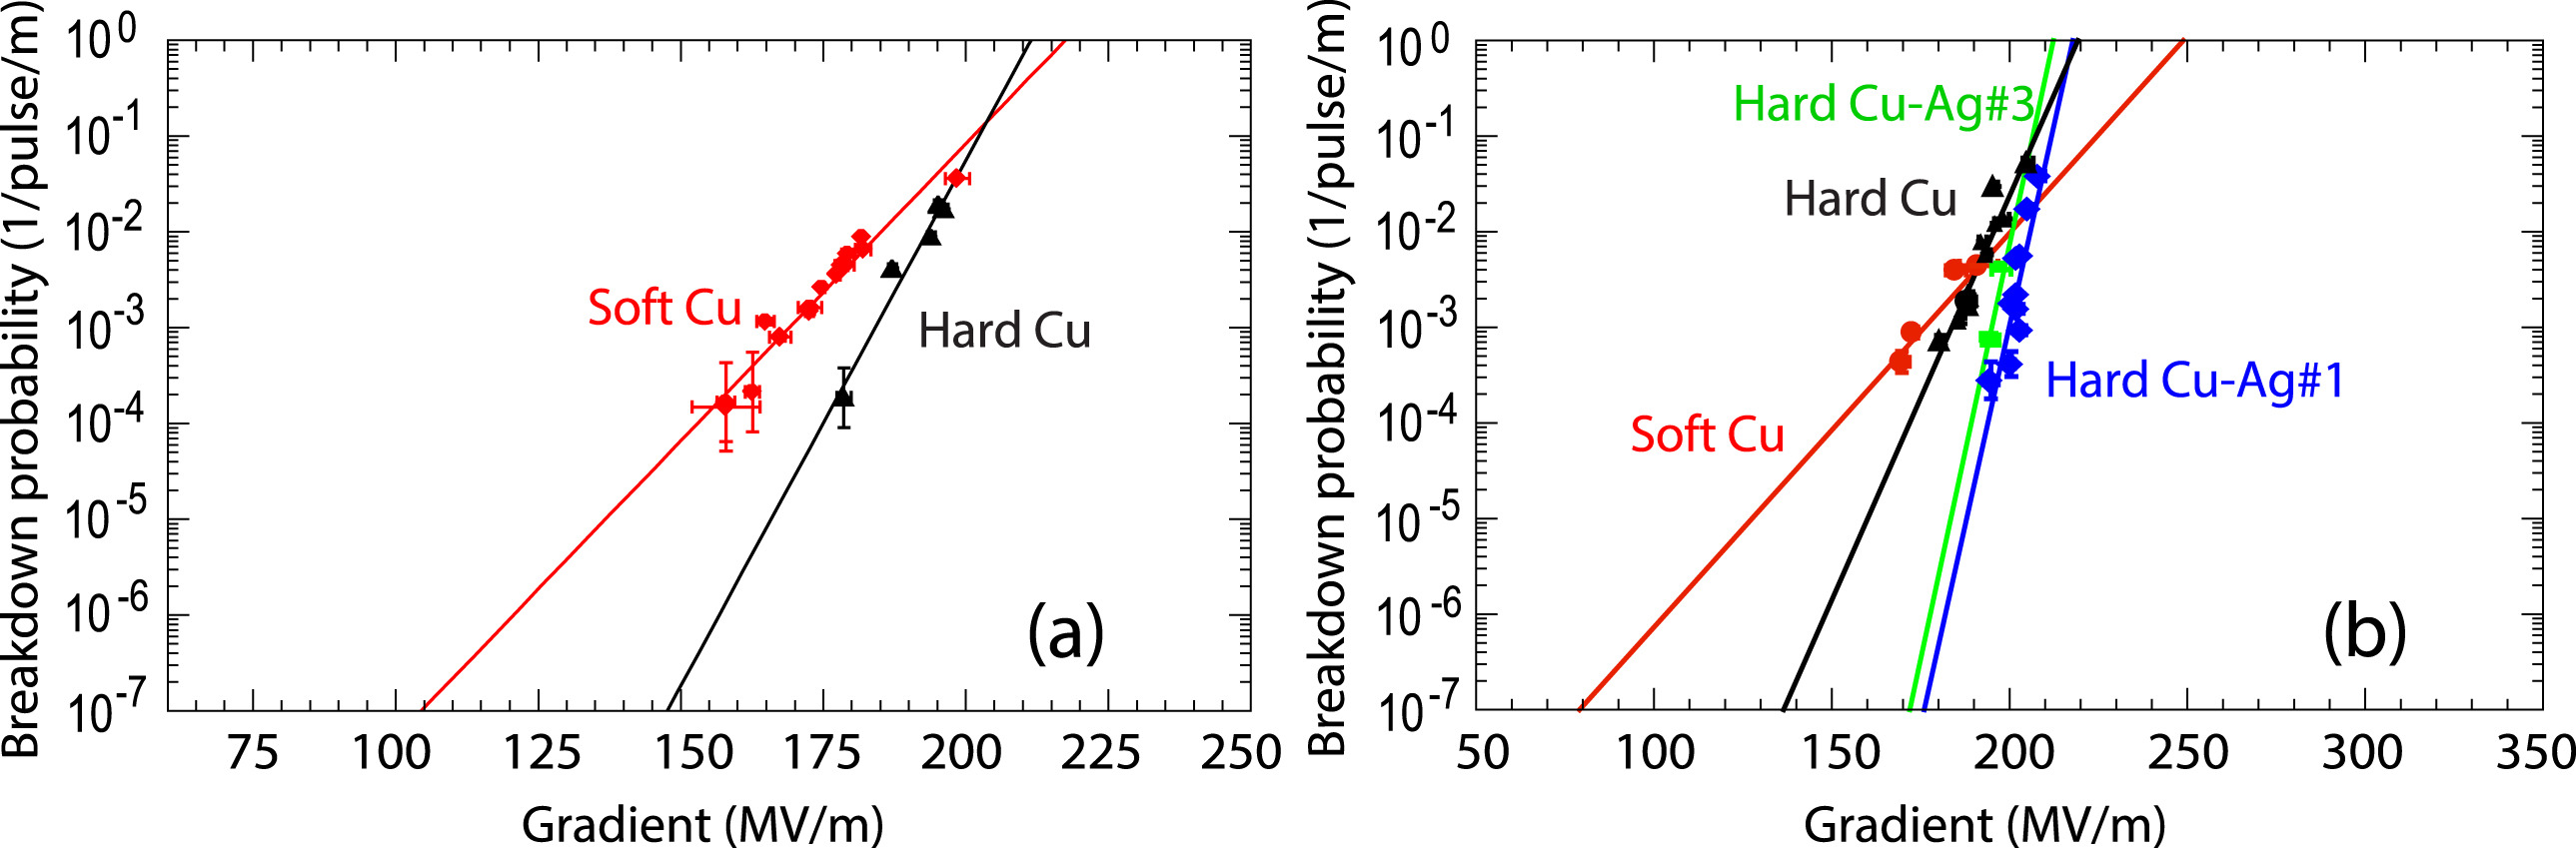 Breakdown probability (1/pulse/m)
10^0
10^-1
10^-2
10^-3
10^-4
10^-5
10^-6
10^-7
Soft Cu
Hard Cu
(a)
75 100 125 150 175 200 225 250
Gradient (MV/m)
Breakdown probability (1/pulse/m)
10^0
10^-1
10^-2
10^-3
10^-4
10^-5
10^-6
10^-7
Hard Cu-Ag#3
Hard Cu
Hard Cu-Ag#1
Soft Cu
(b)
50 100 150 200 250 300 350
Gradient (MV/m)